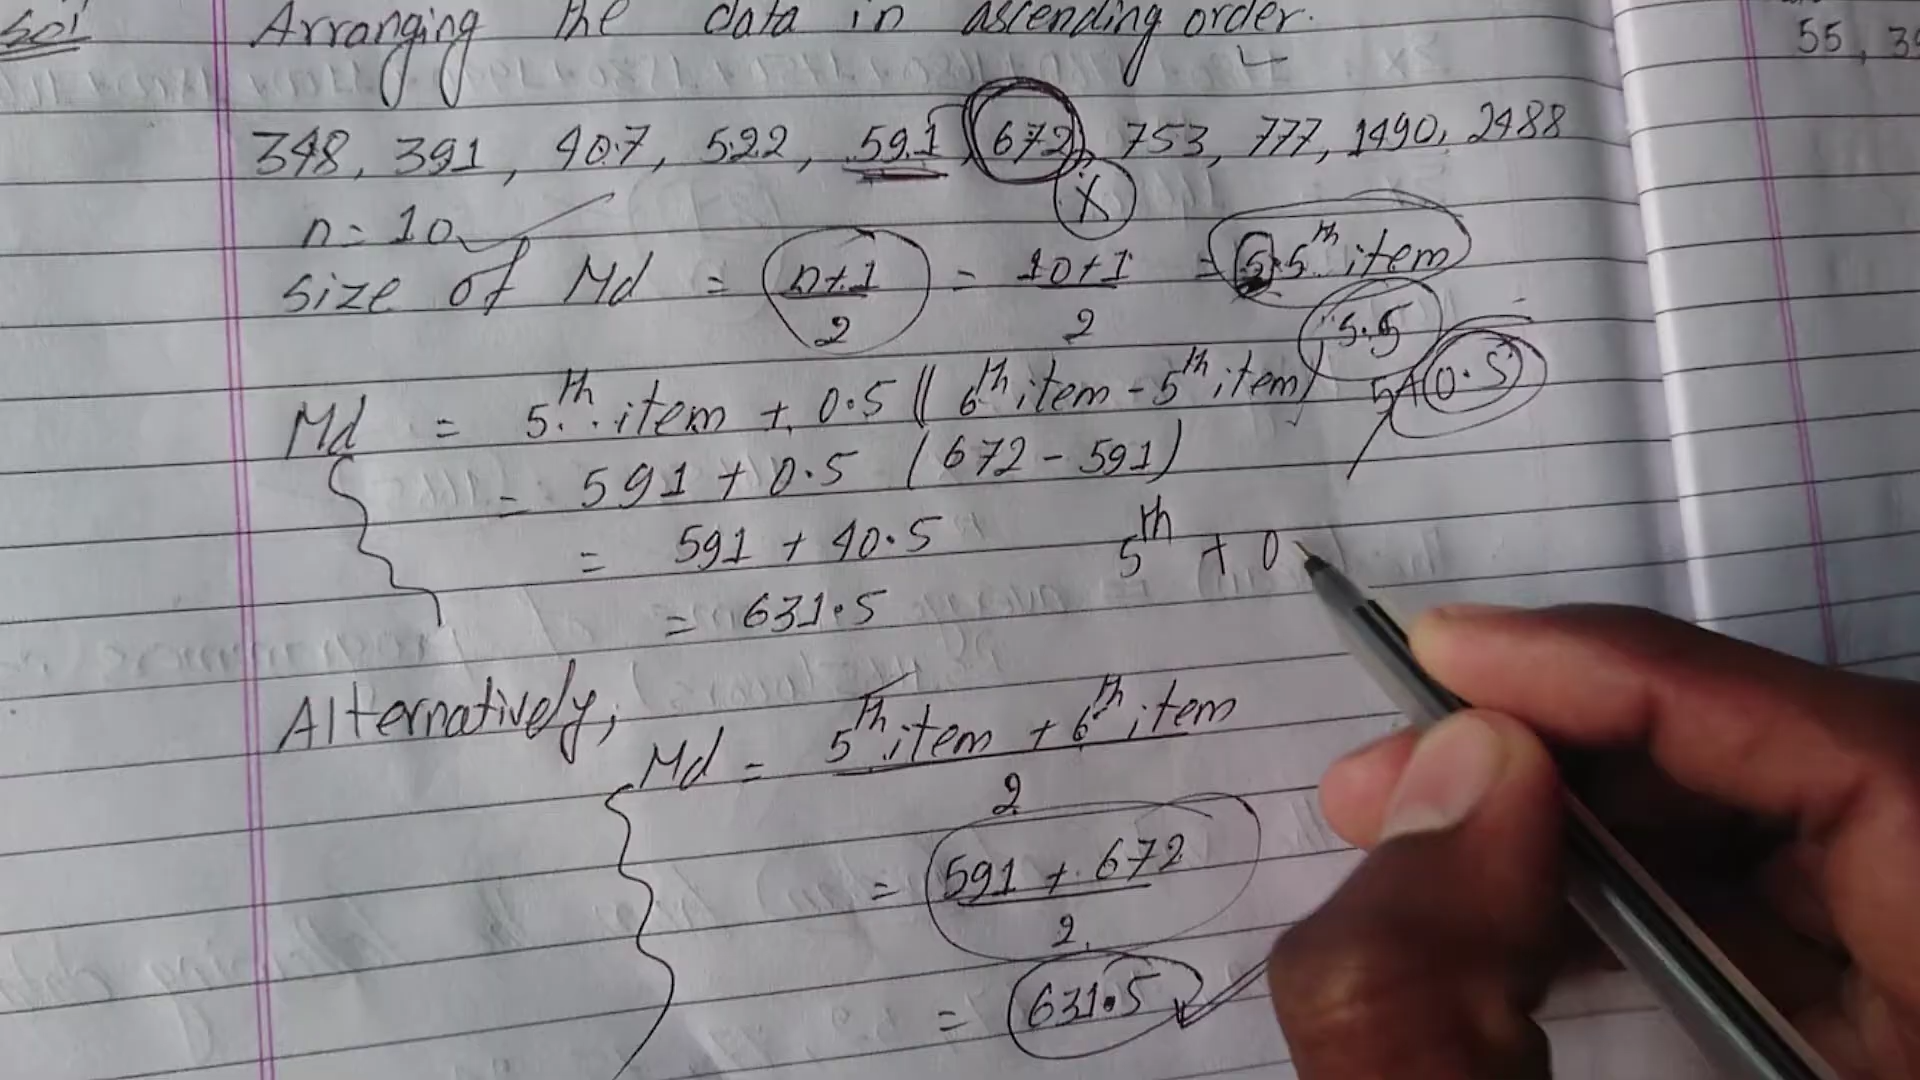 Sol
Arranging the data in ascending order.
348, 391, 407, 522, 591, 672, 753, 777, 1490, 2488
X
n = 10
size of Md = n+1/2 = 10+1/2 = 5.5th item
5.5
Md = 5th item + 0.5 (6th item - 5th item)
5+0.5
= 591 + 0.5 (672 - 591)
= 591 + 40.5
5th + 0
= 631.5
Alternatively,
Md = 5th item + 6th item
2
= 591 + 672
2
= 631.5
55, 3